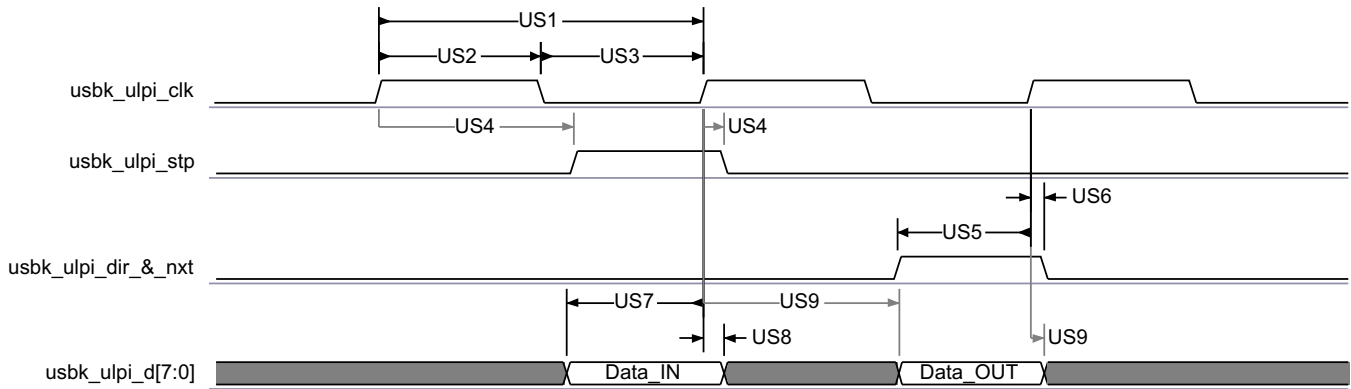 US1
US2 US3
usbk_ulpi_clk
US4 US4
usbk_ulpi_stp
US6
US5
usbk_ulpi_dir_&_nxt
US7 US9
US8 US9
usbk_ulpi_d[7:0] Data_IN Data_OUT